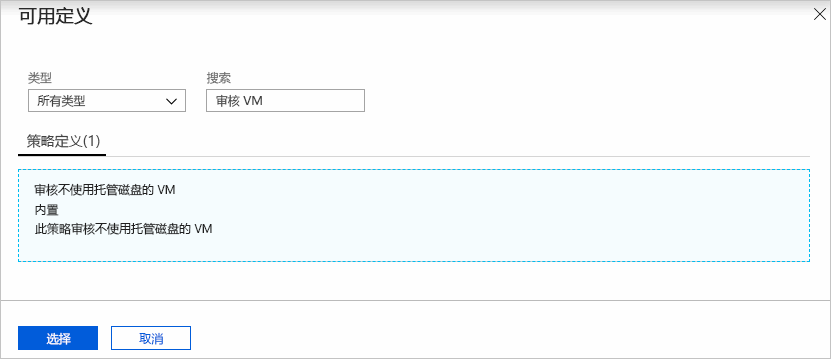 可用定义
类型
搜索
所有类型
审核 VM
策略定义(1)
审核不使用托管磁盘的 VM
内置
此策略审核不使用托管磁盘的 VM
选择
取消